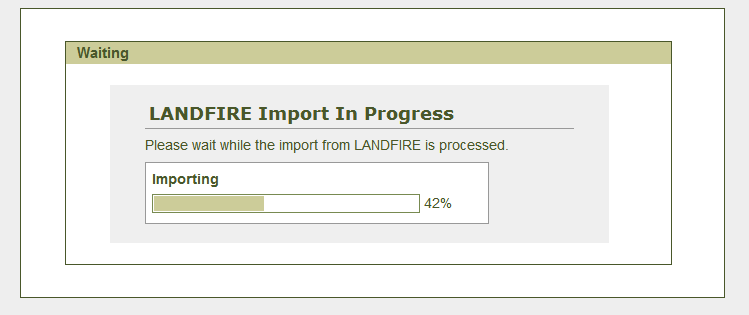 Waiting
LANDFIRE Import In Progress
Please wait while the import from LANDFIRE is processed.
Importing
42%